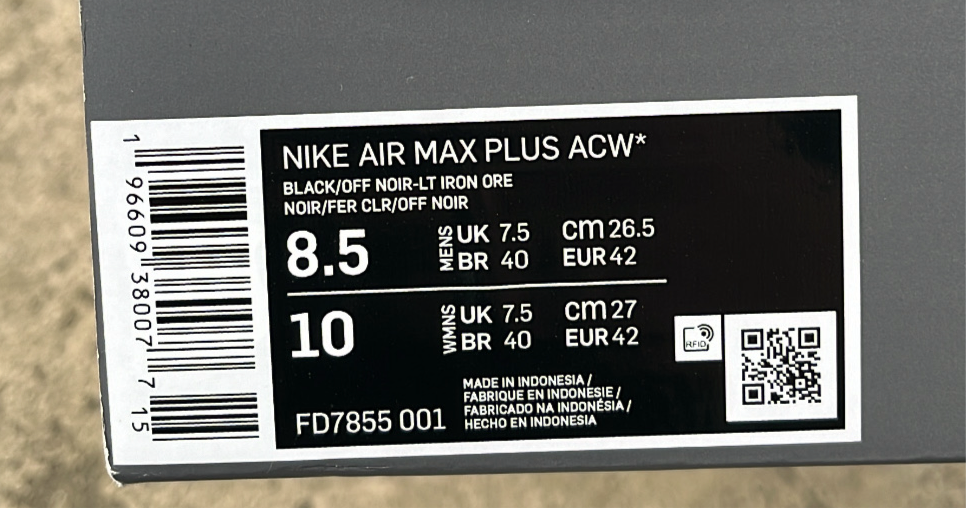 1 96609 38007 7 15
NIKE AIR MAX PLUS ACW*
BLACK/OFF NOIR-LT IRON ORE
NOIR/FER CLR/OFF NOIR
8.5 MENS UK 7.5 cm 26.5
BR 40 EUR 42
10 WMNS UK 7.5 cm 27
BR 40 EUR 42
RFID
MADE IN INDONESIA /
FABRIQUE EN INDONESIE /
FABRICADO NA INDONÉSIA /
HECHO EN INDONESIA
FD7855 001